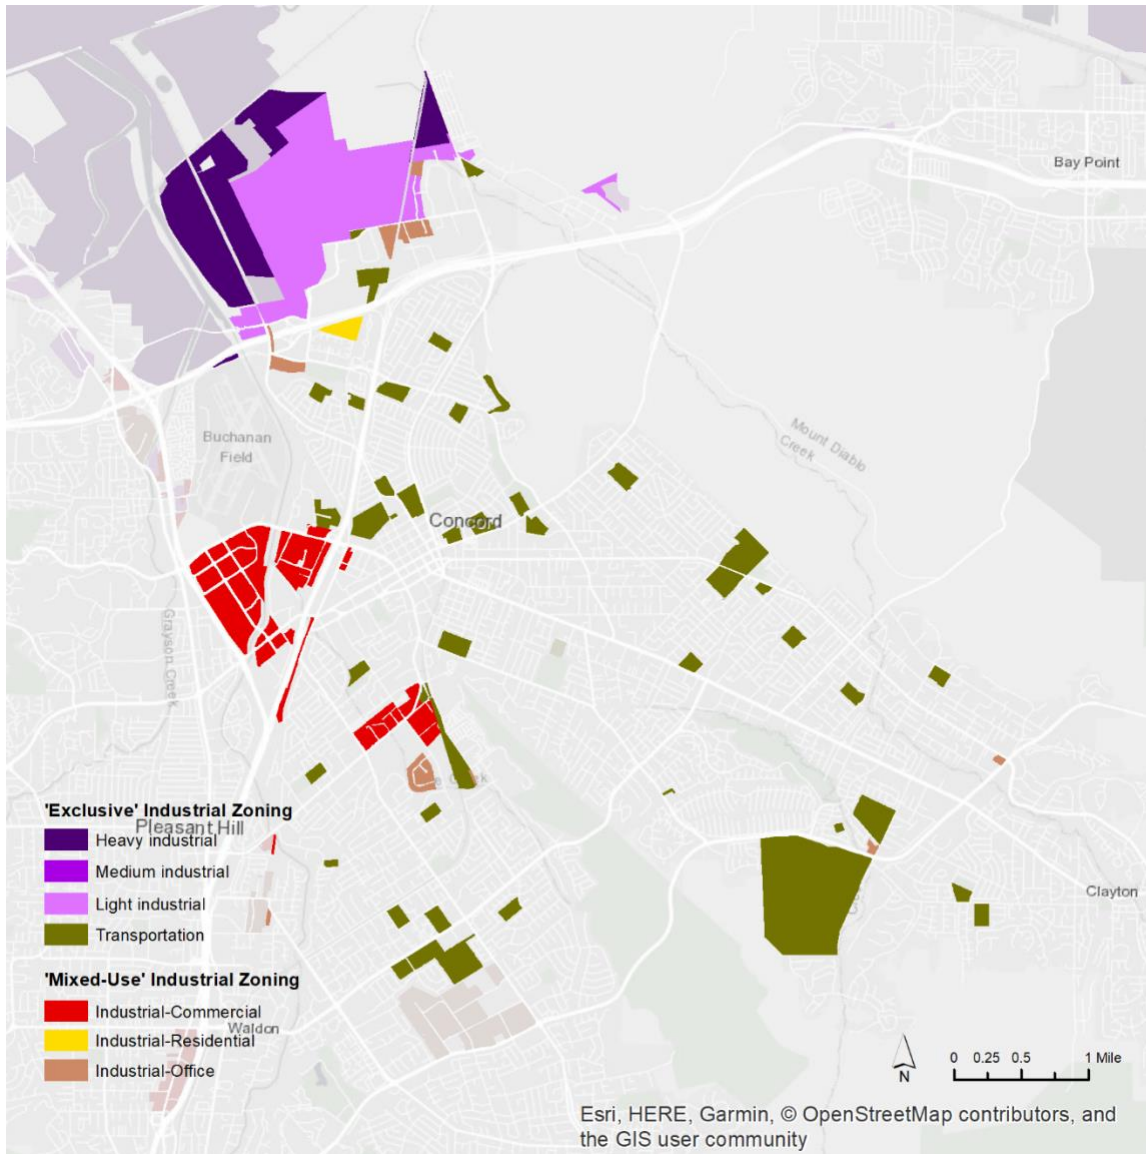 Bay Point
Mount Diablo
Creek
Buchanan
Field
Concord
Grayson Creek
Creek
'Exclusive' Industrial Zoning
Pleasant Hill
Heavy industrial
Medium industrial
Light industrial
Transportation
Clayton
'Mixed-Use' Industrial Zoning
Industrial-Commercial
Waldon
Industrial-Residential
Industrial-Office
N
0 0.25 0.5 1 Mile
Esri, HERE, Garmin, © OpenStreetMap contributors, and
the GIS user community